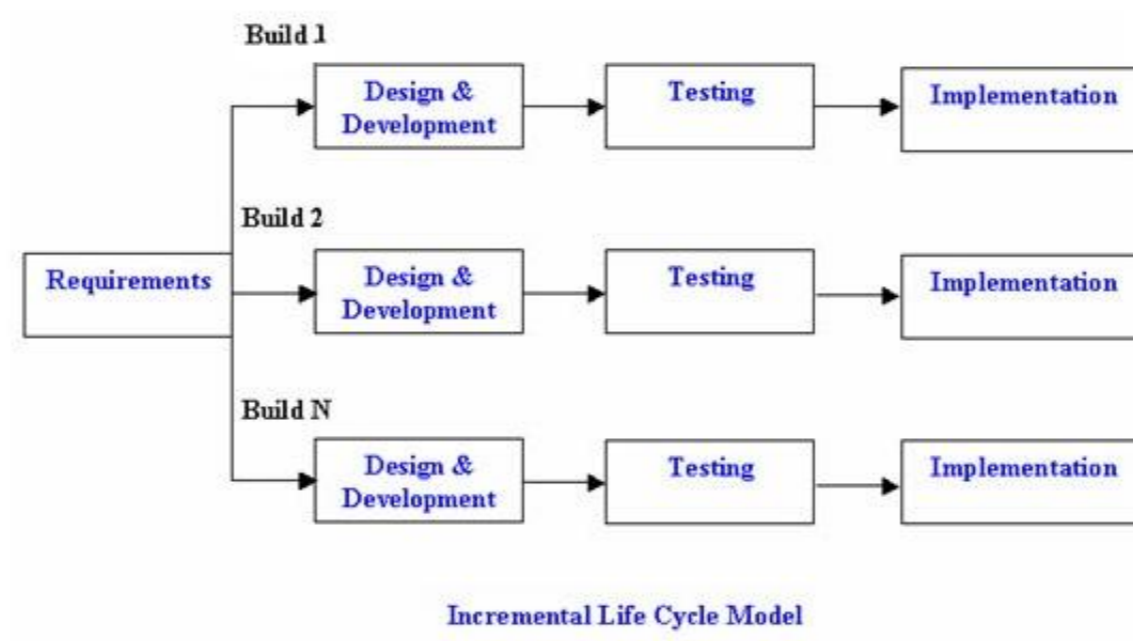 Build 1
Design &
Development
Testing
Implementation
Build 2
Requirements
Design &
Development
Testing
Implementation
Build N
Design &
Development
Testing
Implementation
Incremental Life Cycle Model